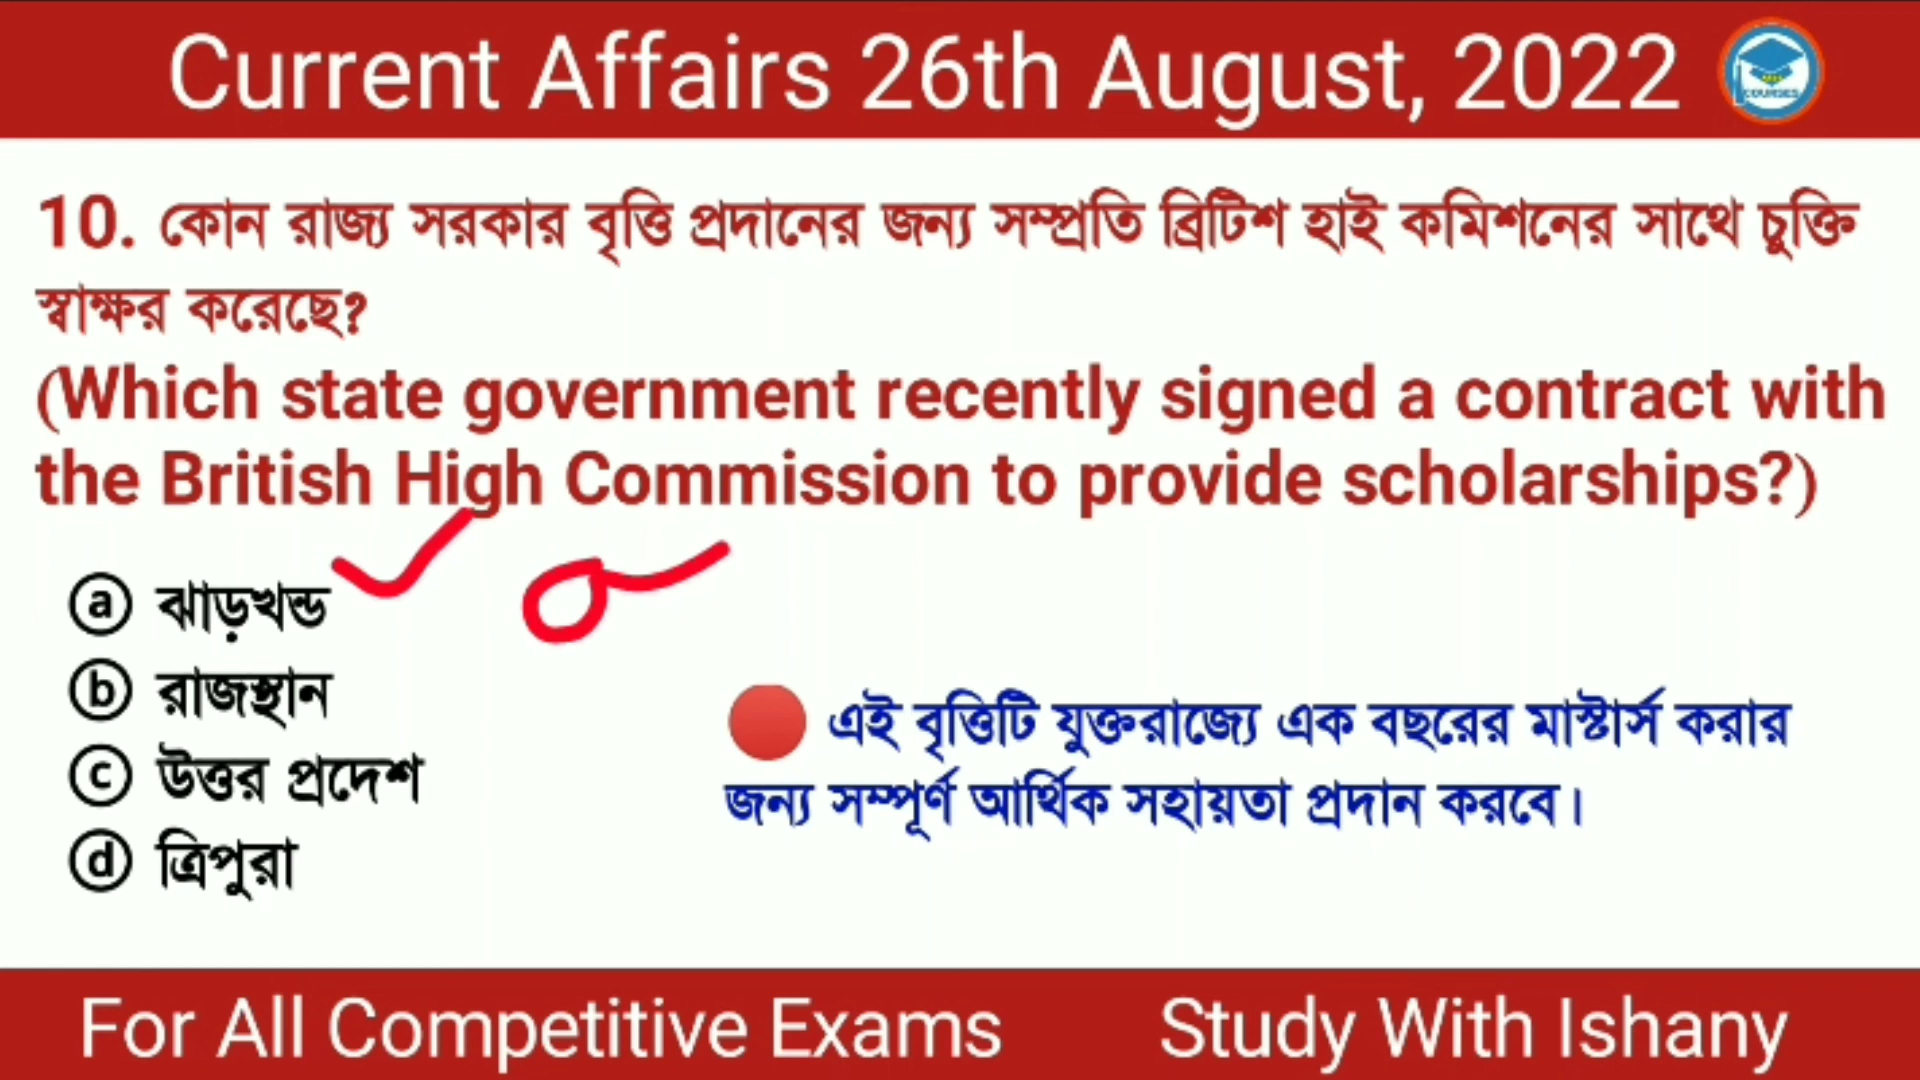 Current Affairs 26th August, 2022
COURSES
10. কোন রাজ্য সরকার বৃত্তি প্রদানের জন্য সম্প্রতি ব্রিটিশ হাই কমিশনের সাথে চুক্তি
স্বাক্ষর করেছে?
(Which state government recently signed a contract with
the British High Commission to provide scholarships?)
ⓐ ঝাড়খন্ড
ⓑ রাজস্থান
ⓒ উত্তর প্রদেশ
ⓓ ত্রিপুরা
a
এই বৃত্তিটি যুক্তরাজ্যে এক বছরের মাস্টার্স করার
জন্য সম্পূর্ণ আর্থিক সহায়তা প্রদান করবে।
For All Competitive Exams Study With Ishany